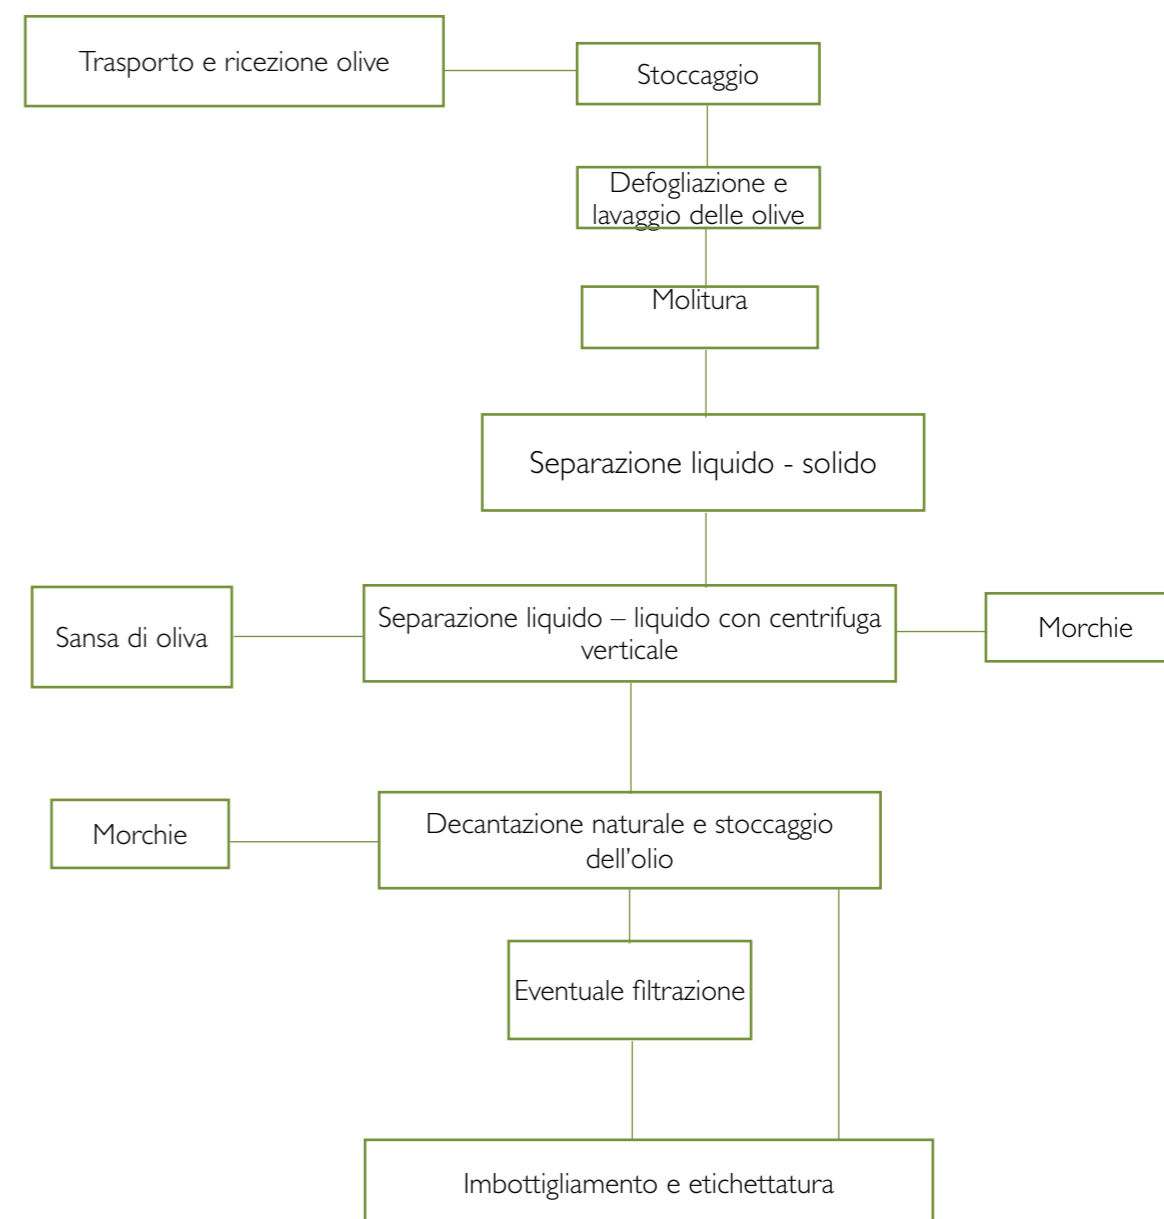 Trasporto e ricezione olive
Stoccaggio
Defogliazione e
lavaggio delle olive
Molitura
Separazione liquido - solido
Sansa di oliva
Separazione liquido – liquido con centrifuga
verticale
Morchie
Morchie
Decantazione naturale e stoccaggio
dell’olio
Eventuale filtrazione
Imbottigliamento e etichettatura